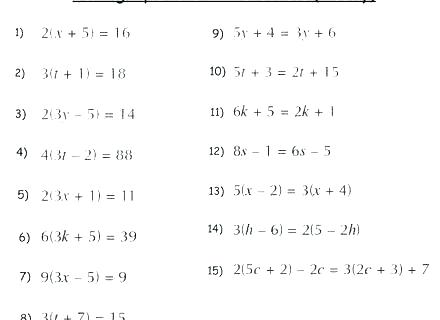 1) 2(x + 5) = 16
2) 3(t + 1) = 18
3) 2(3y – 5) = 14
4) 4(3t – 2) = 88
5) 2(3x + 1) = 11
6) 6(3k + 5) = 39
7) 9(3x – 5) = 9
8) 3(t + 7) = 15
9) 5y + 4 = 3y + 6
10) 5t + 3 = 2t + 15
11) 6k + 5 = 2k + 1
12) 8s – 1 = 6s – 5
13) 5(x – 2) = 3(x + 4)
14) 3(h – 6) = 2(5 – 2h)
15) 2(5c + 2) – 2c = 3(2c + 3) + 7